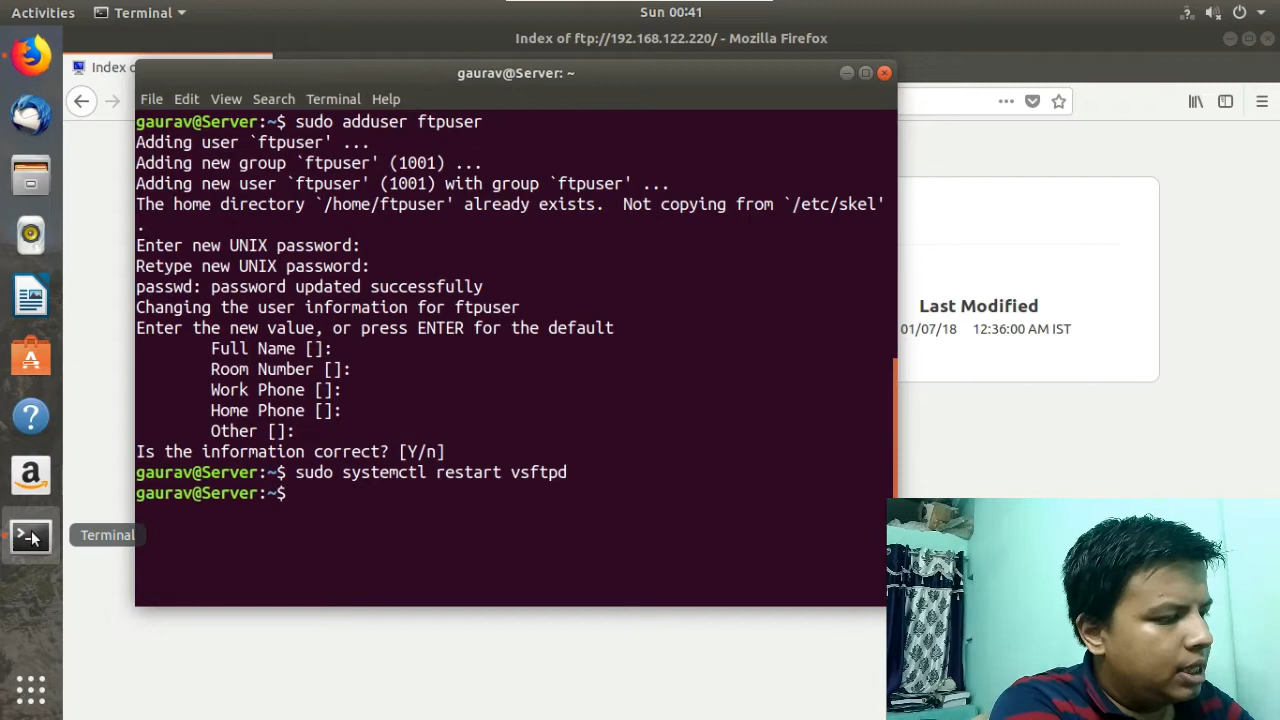 Activities
Terminal
Sun 00:41
Index of ftp://192.168.122.220/ - Mozilla Firefox
Index o
gaurav@Server: ~
File Edit View Search Terminal Help
gaurav@Server:~$ sudo adduser ftpuser
Adding user `ftpuser' ...
Adding new group `ftpuser' (1001) ...
Adding new user `ftpuser' (1001) with group `ftpuser' ...
The home directory `/home/ftpuser' already exists.  Not copying from `/etc/skel'
.
Enter new UNIX password:
Retype new UNIX password:
passwd: password updated successfully
Changing the user information for ftpuser
Enter the new value, or press ENTER for the default
Full Name []:
Room Number []:
Work Phone []:
Home Phone []:
Other []:
Is the information correct? [Y/n]
gaurav@Server:~$ sudo systemctl restart vsftpd
gaurav@Server:~$
Last Modified
01/07/18 12:36:00 AM IST
Terminal